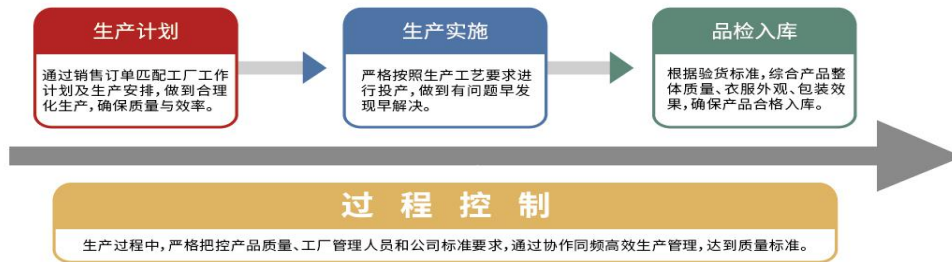 生产计划
通过销售订单匹配工厂工作
计划及生产安排,做到合理
化生产,确保质量与效率。
生产实施
严格按照生产工艺要求进
行投产,做到有问题早发
现早解决。
品检入库
根据验货标准,综合产品整
体质量、衣服外观、包装效
果,确保产品合格入库。
过程控制
生产过程中,严格把控产品质量、工厂管理人员和公司标准要求,通过协作同频高效生产管理,达到质量标准。